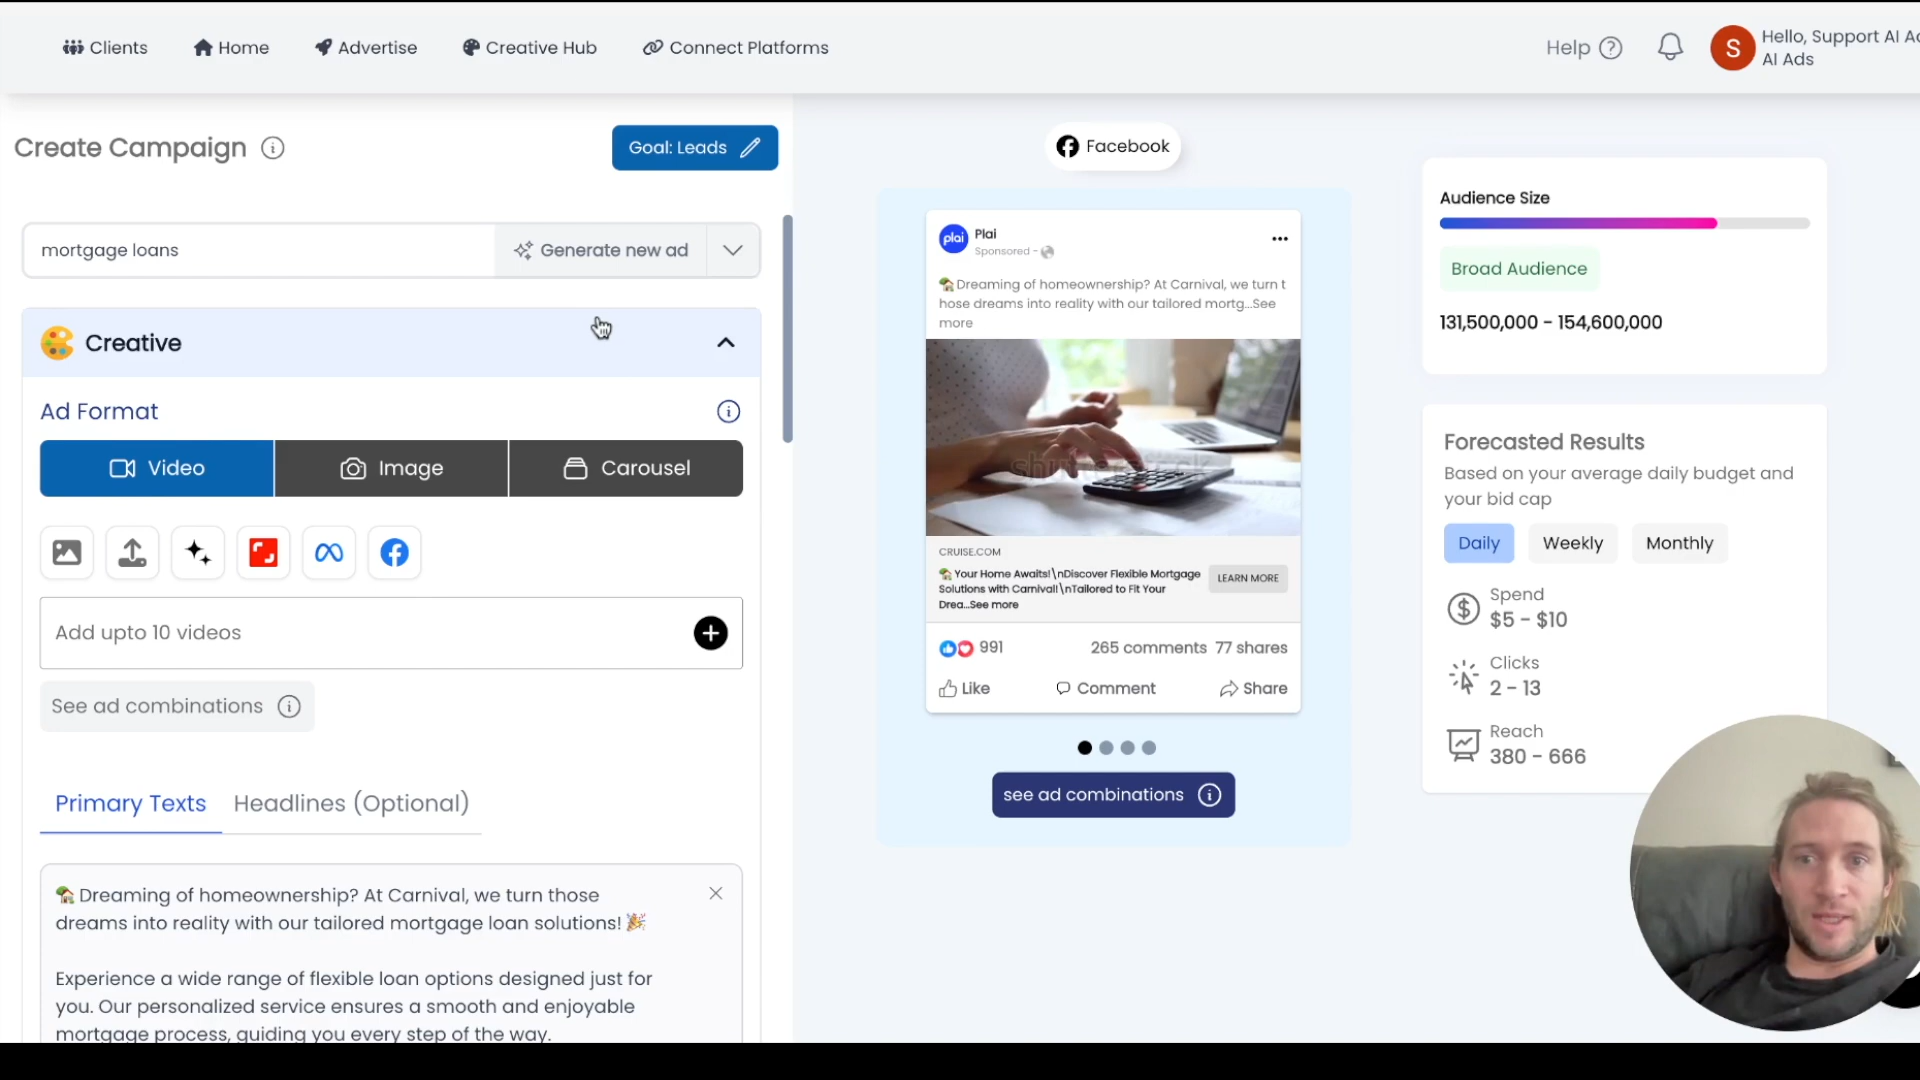 Clients
Home
Advertise
Creative Hub
Connect Platforms
Help ?
S
Hello, Support AI Ac
AI Ads
Create Campaign
Goal: Leads
mortgage loans
Generate new ad
Creative
Ad Format
Video
Image
Carousel
Add upto 10 videos
See ad combinations
Primary Texts
Headlines (Optional)
🏡 Dreaming of homeownership? At Carnival, we turn those
dreams into reality with our tailored mortgage loan solutions! 🎉
Experience a wide range of flexible loan options designed just for
you. Our personalized service ensures a smooth and enjoyable
mortgage process, guiding you every step of the way.
Facebook
plai
Plai
Sponsored -
🏡Dreaming of homeownership? At Carnival, we turn t
hose dreams into reality with our tailored mortg...See
more
shutterstock
CRUISE.COM
🏡 Your Home Awaits!\nDiscover Flexible Mortgage
Solutions with Carnival!\nTailored to Fit Your
Drea...See more
LEARN MORE
991
265 comments
77 shares
Like
Comment
Share
see ad combinations
Audience Size
Broad Audience
131,500,000 - 154,600,000
Forecasted Results
Based on your average daily budget and
your bid cap
Daily
Weekly
Monthly
Spend
$5 - $10
Clicks
2 - 13
Reach
380 - 666